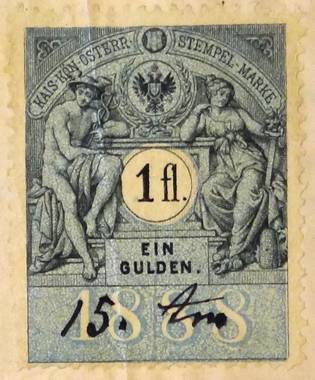 KAIS. KÖN. ÖSTERR. STEMPEL-MARKE
1 fl.
EIN
GULDEN.
1888
15.